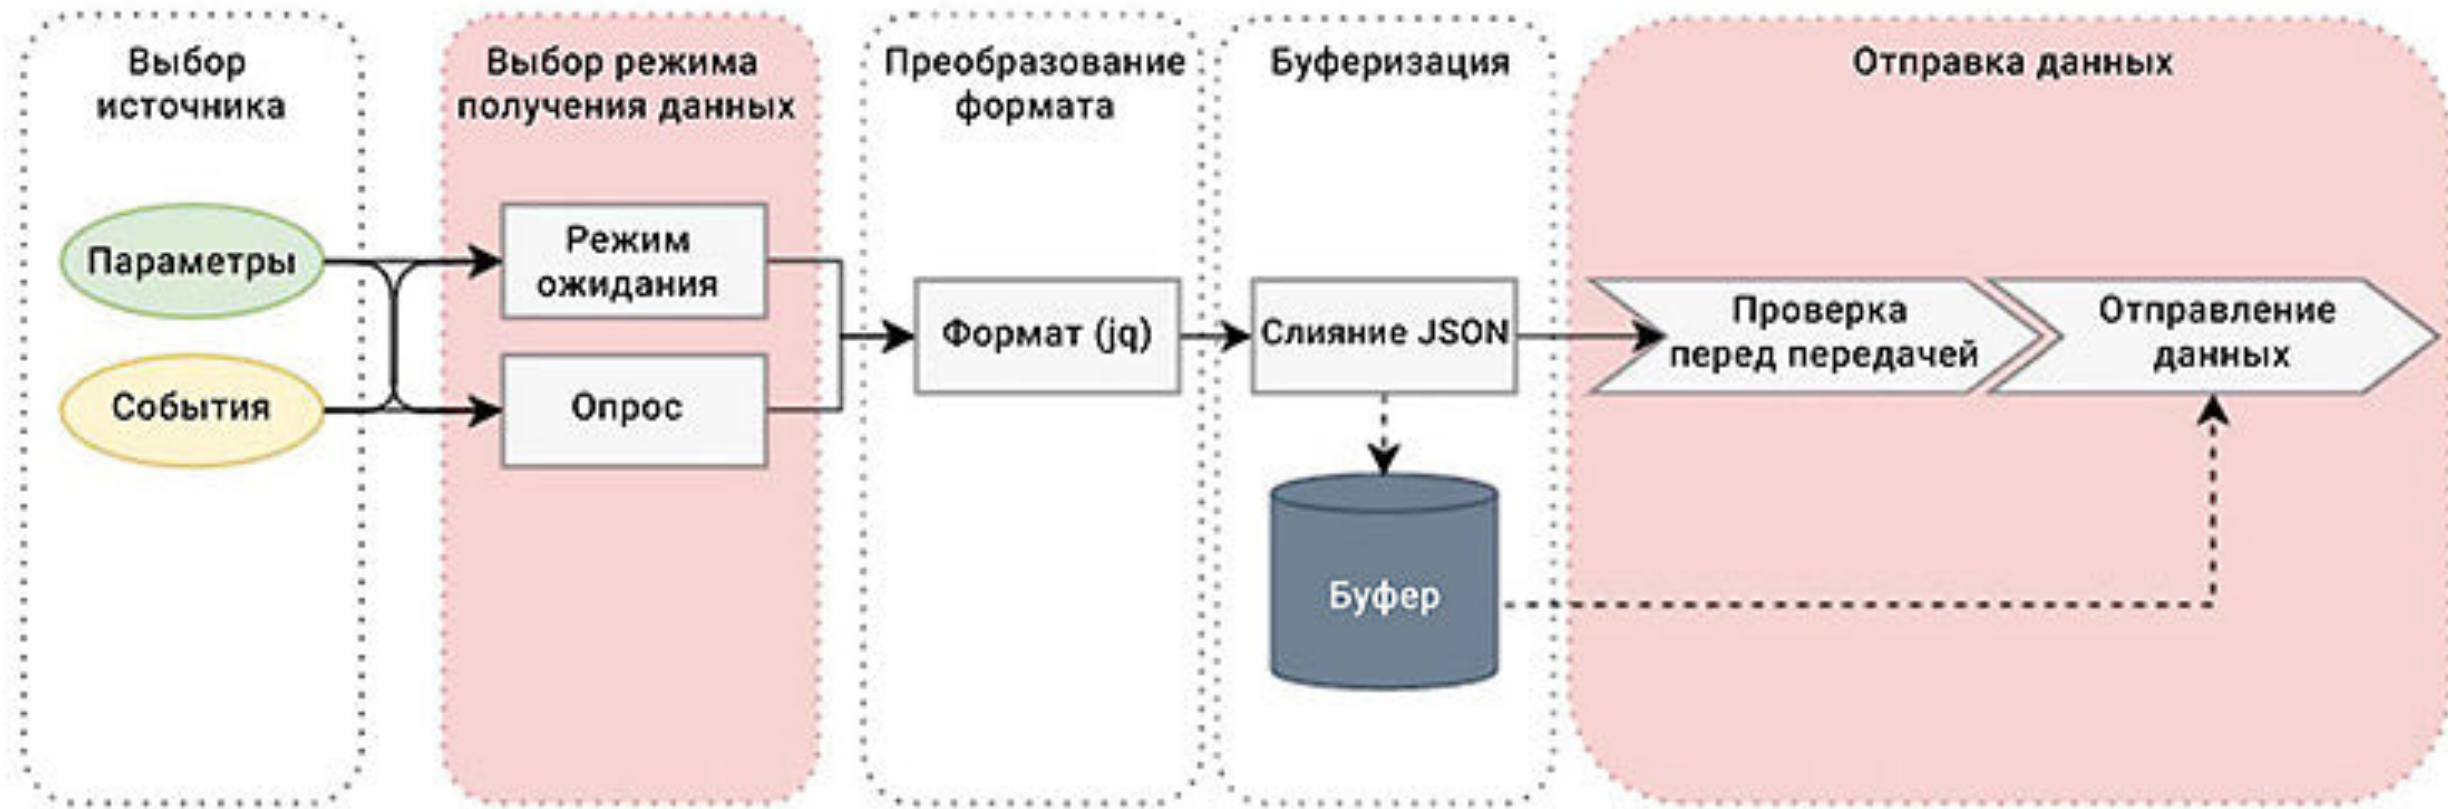 Выбор
источника
Параметры
События
Выбор режима
получения данных
Режим
ожидания
Опрос
Преобразование
формата
Формат (jq)
Буферизация
Слияние JSON
Буфер
Отправка данных
Проверка
перед передачей
Отправление
данных